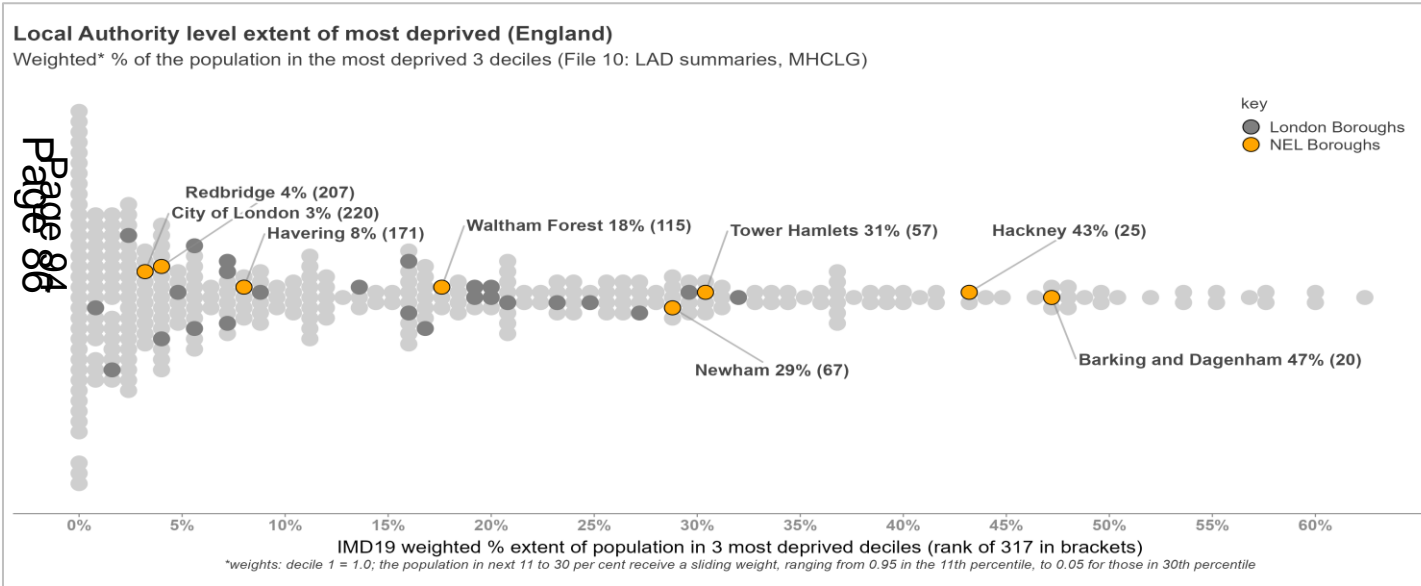 Local Authority level extent of most deprived (England)
Weighted* % of the population in the most deprived 3 deciles (File 10: LAD summaries, MHCLG)
key
London Boroughs
NEL Boroughs
Page 94
Page 86
Redbridge 4% (207)
City of London 3% (220)
Havering 8% (171)
Waltham Forest 18% (115)
Tower Hamlets 31% (57)
Hackney 43% (25)
Newham 29% (67)
Barking and Dagenham 47% (20)
0% 5% 10% 15% 20% 25% 30% 35% 40% 45% 50% 55% 60%
IMD19 weighted % extent of population in 3 most deprived deciles (rank of 317 in brackets)
*weights: decile 1 = 1.0; the population in next 11 to 30 per cent receive a sliding weight, ranging from 0.95 in the 11th percentile, to 0.05 for those in 30th percentile